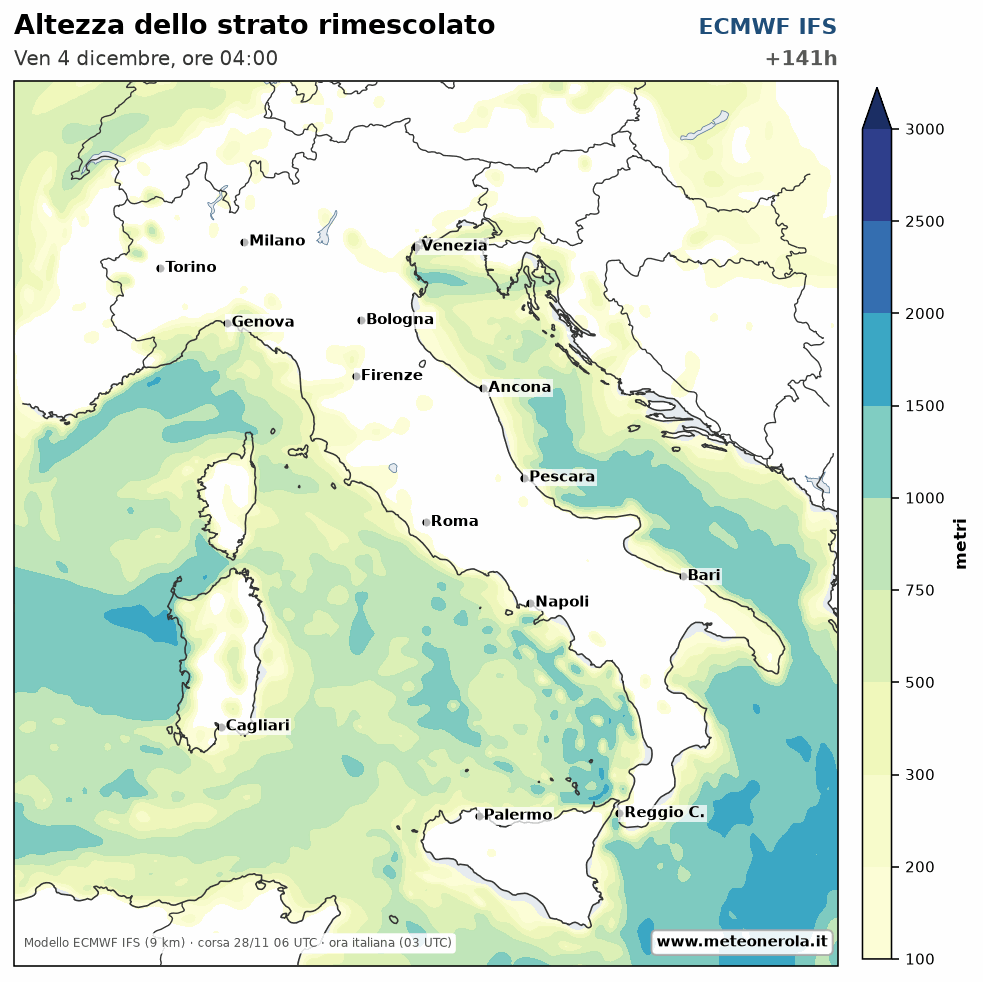 Altezza dello strato rimescolato
ECMWF IFS
Ven 4 dicembre, ore 04:00
+141h
3000
2500
2000
1500
1000
750
500
300
200
100
metri
Milano
Venezia
Torino
Genova
Bologna
Firenze
Ancona
Pescara
Roma
Bari
Napoli
Cagliari
Palermo
Reggio C.
Modello ECMWF IFS (9 km) · corsa 28/11 06 UTC · ora italiana (03 UTC)
www.meteonerola.it